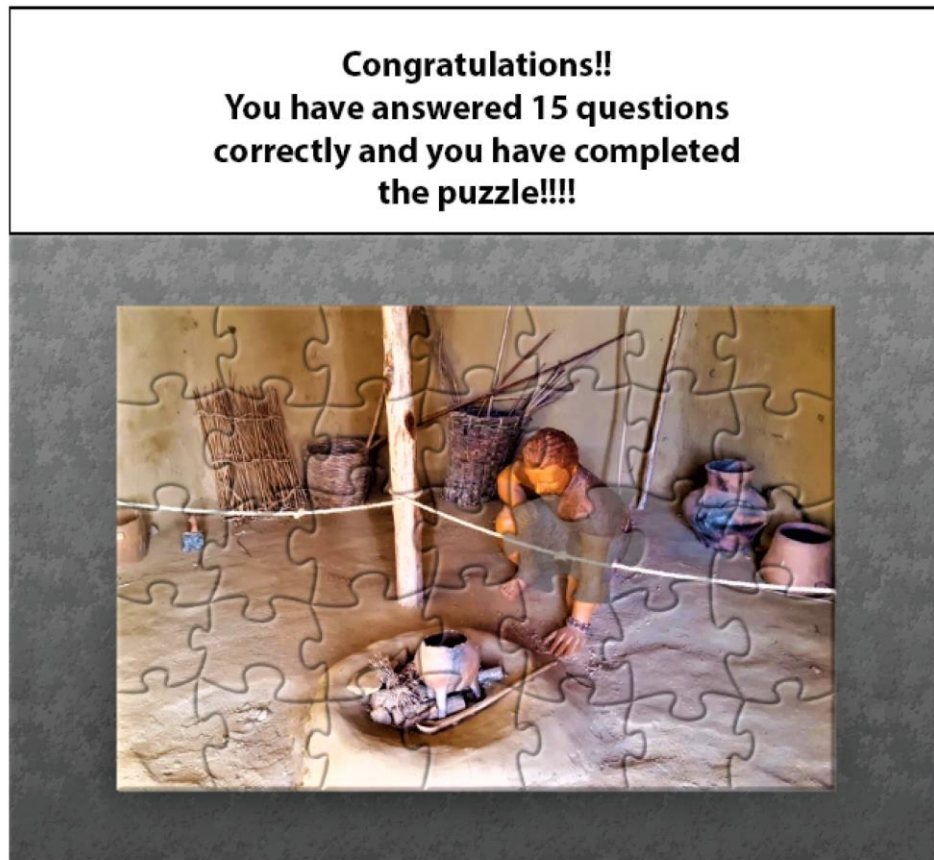 Congratulations!!
You have answered 15 questions
correctly and you have completed
the puzzle!!!!